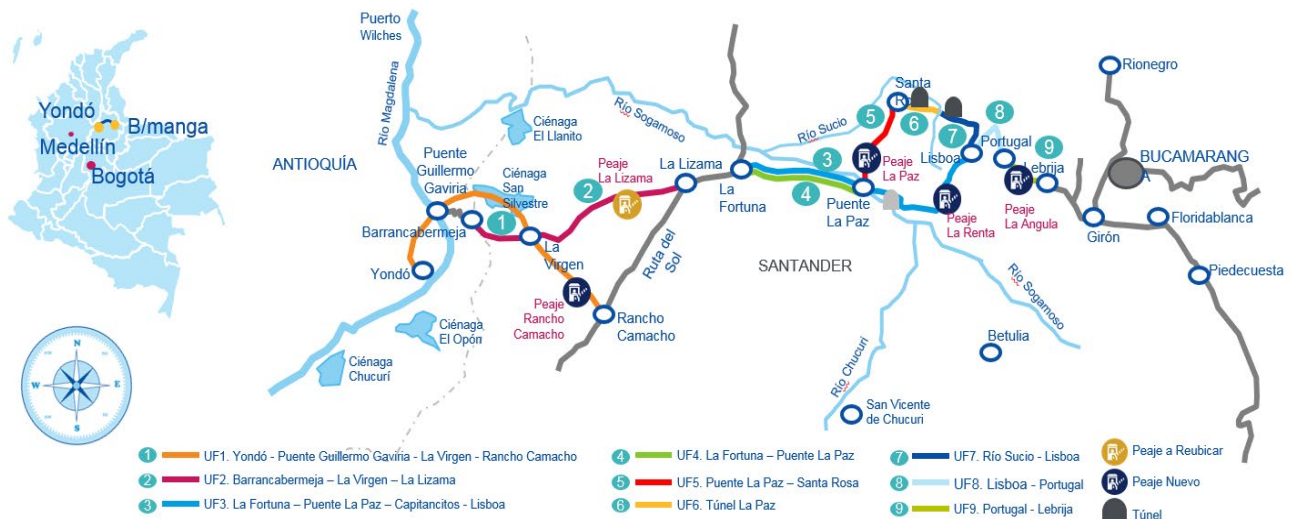 Yondó
B/manga
Medellín
Bogotá
Puerto
Wilches
Río Magdalena
ANTIOQUÍA
Puente
Guillermo
Gaviria
Ciénaga
El Llanito
Ciénaga
San
Silvestre
Barrancabermeja
Yondó
1
La
Virgen
2
Peaje
La Lizama
La Lizama
Río Sogamoso
Peaje
Rancho
Camacho
Rancho
Camacho
Ruta del
Sol
Ciénaga
El Opón
Ciénaga
Chucurí
La
Fortuna
3
4
Puente
La Paz
Río Sucio
5
Santa
6
Peaje
La Paz
7
Lisboa
8
Portugal
9
Lebrija
Peaje
La Renta
Peaje
La Angula
SANTANDER
Río Sogamoso
Betulia
Río Chucuri
San Vicente
de Chucuri
Rionegro
BUCAMARANG
A
Girón
Floridablanca
Piedecuesta
N
W
E
S
1 UF1. Yondó - Puente Guillermo Gaviria - La Virgen - Rancho Camacho
2 UF2. Barrancabermeja – La Virgen – La Lizama
3 UF3. La Fortuna – Puente La Paz – Capitancitos - Lisboa
4 UF4. La Fortuna – Puente La Paz
5 UF5. Puente La Paz – Santa Rosa
6 UF6. Túnel La Paz
7 UF7. Río Sucio - Lisboa
8 UF8. Lisboa - Portugal
9 UF9. Portugal - Lebrija
Peaje a Reubicar
Peaje Nuevo
Túnel